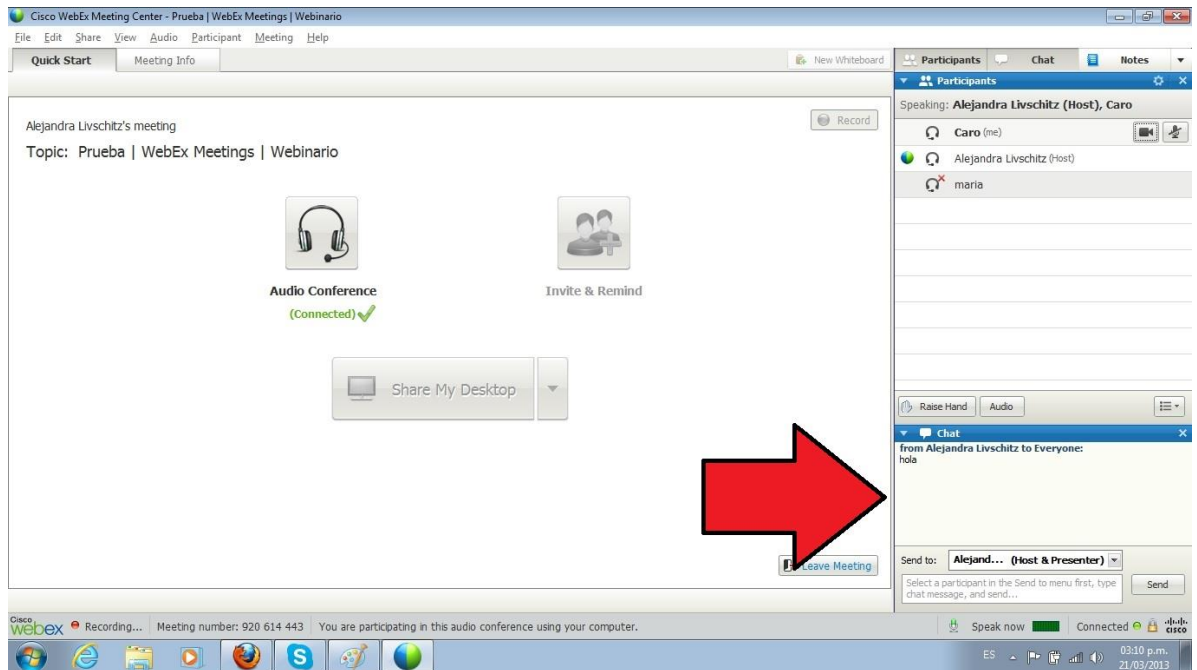 Cisco WebEx Meeting Center - Prueba | WebEx Meetings | Webinario
File Edit Share View Audio Participant Meeting Help
Quick Start Meeting Info New Whiteboard
Alejandra Livschitz's meeting
Record
Topic: Prueba | WebEx Meetings | Webinario
Audio Conference
(Connected)
Invite & Remind
Share My Desktop
Leave Meeting
Participants Chat Notes
Participants
Speaking: Alejandra Livschitz (Host), Caro
Caro (me)
Alejandra Livschitz (Host)
maria
Raise Hand Audio
Chat
from Alejandra Livschitz to Everyone:
hola
Send to: Alejand... (Host & Presenter)
Select a participant in the Send to menu first, type
chat message, and send...
Send
Cisco webex Recording... Meeting number: 920 614 443 You are participating in this audio conference using your computer. Speak now Connected cisco
ES 03:10 p.m.
21/03/2013